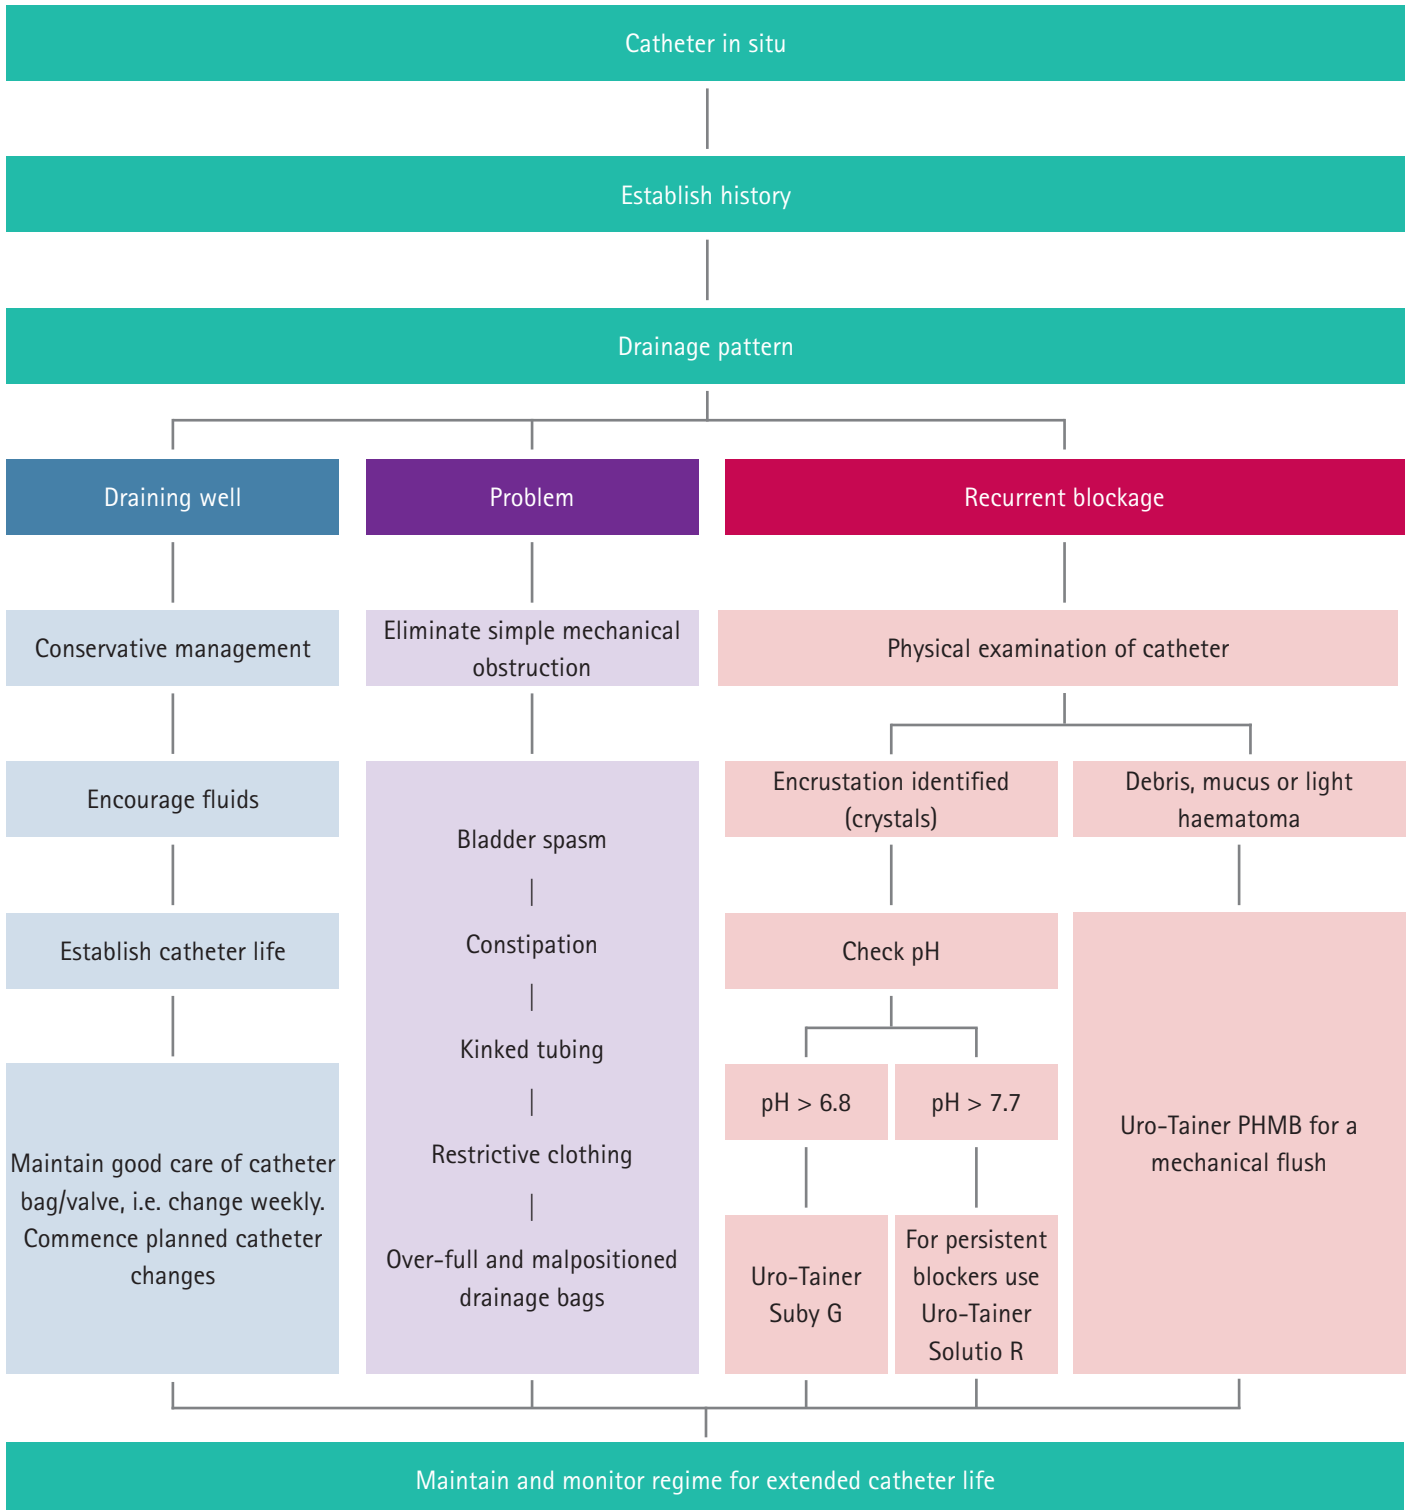 Catheter in situ
Establish history
Drainage pattern
Draining well
Problem
Recurrent blockage
Conservative management
Eliminate simple mechanical
obstruction
Physical examination of catheter
Encourage fluids
Bladder spasm
Constipation
Kinked tubing
Restrictive clothing
Over-full and malpositioned
drainage bags
Encrustation identified
(crystals)
Debris, mucus or light
haematoma
Establish catheter life
Check pH
Maintain good care of catheter
bag/valve, i.e. change weekly.
Commence planned catheter
changes
pH > 6.8
pH > 7.7
Uro-Tainer PHMB for a
mechanical flush
Uro-Tainer
Suby G
For persistent
blockers use
Uro-Tainer
Solutio R
Maintain and monitor regime for extended catheter life